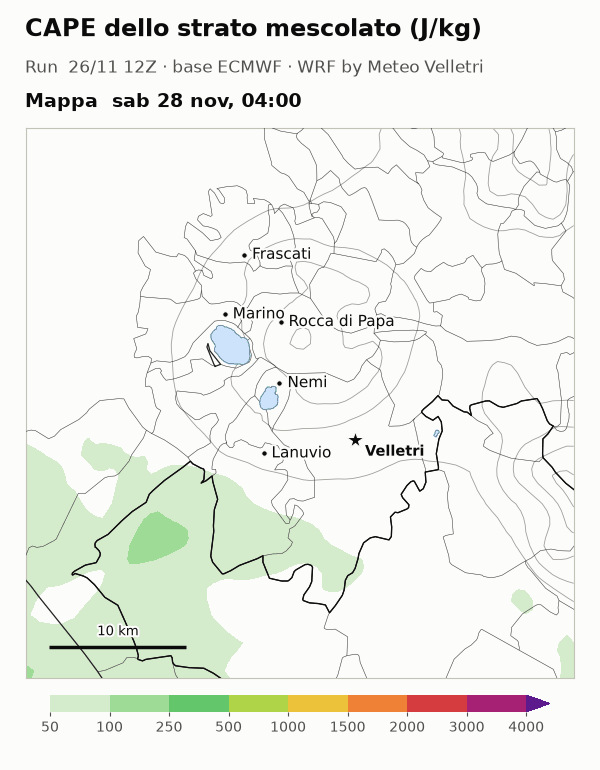 CAPE dello strato mescolato (J/kg)
Run  26/11 12Z · base ECMWF · WRF by Meteo Velletri
Mappa  sab 28 nov, 04:00
Frascati
Marino
Rocca di Papa
Nemi
Lanuvio
Velletri
10 km
50 100 250 500 1000 1500 2000 3000 4000